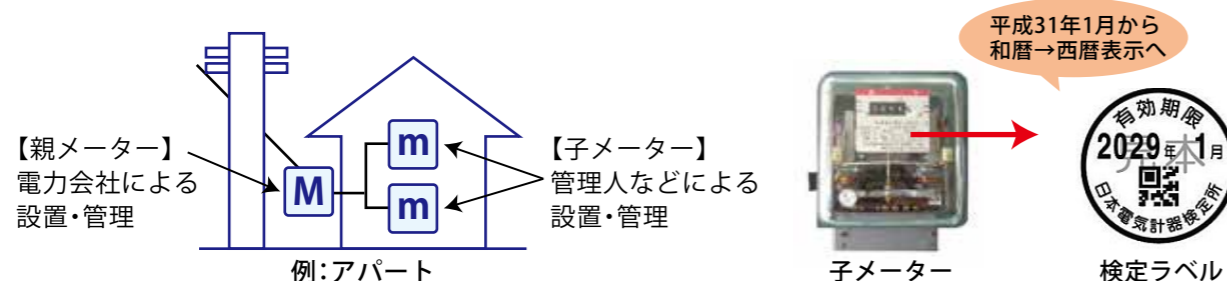 【親メーター】
電力会社による
設置・管理
M
m
m
【子メーター】
管理人などによる
設置・管理
例：アパート
平成31年1月から
和暦→西暦表示へ
有効期限
2029年 1月
見本
日本電気計器検定所
子メーター
検定ラベル